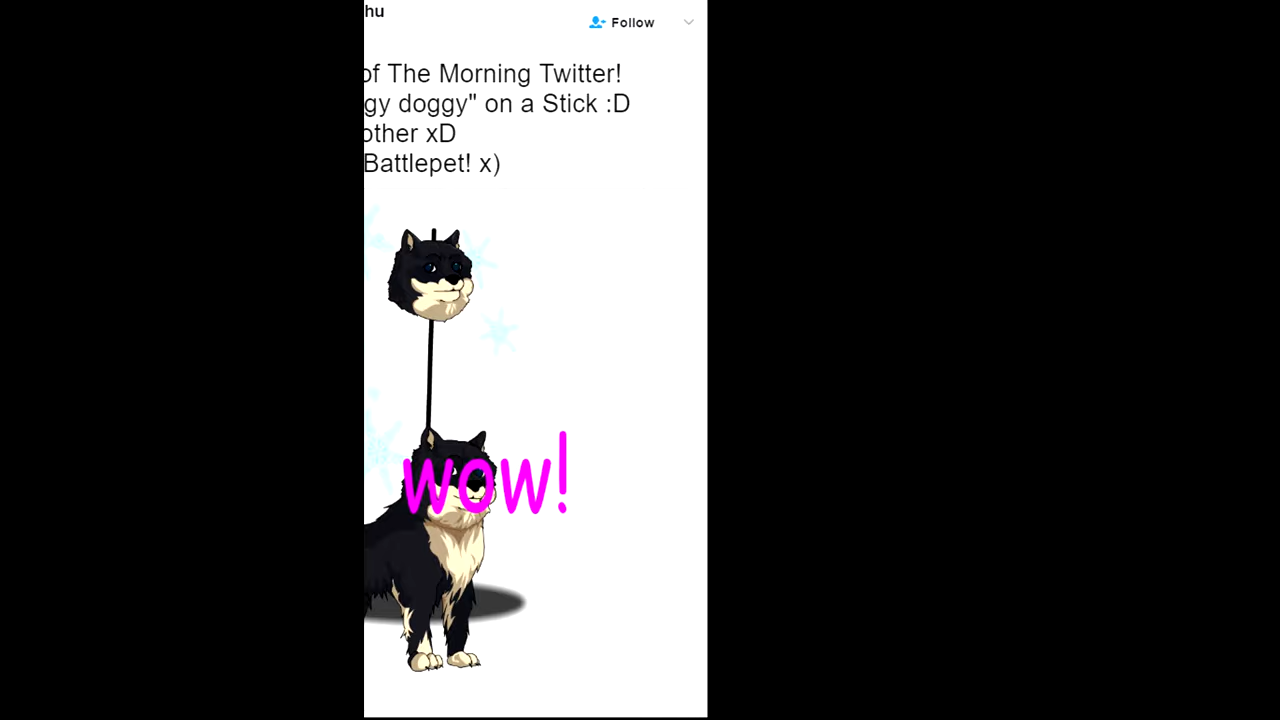 hu
Follow
of The Morning Twitter!
gy doggy" on a Stick :D
other xD
Battlepet! x)
wow!